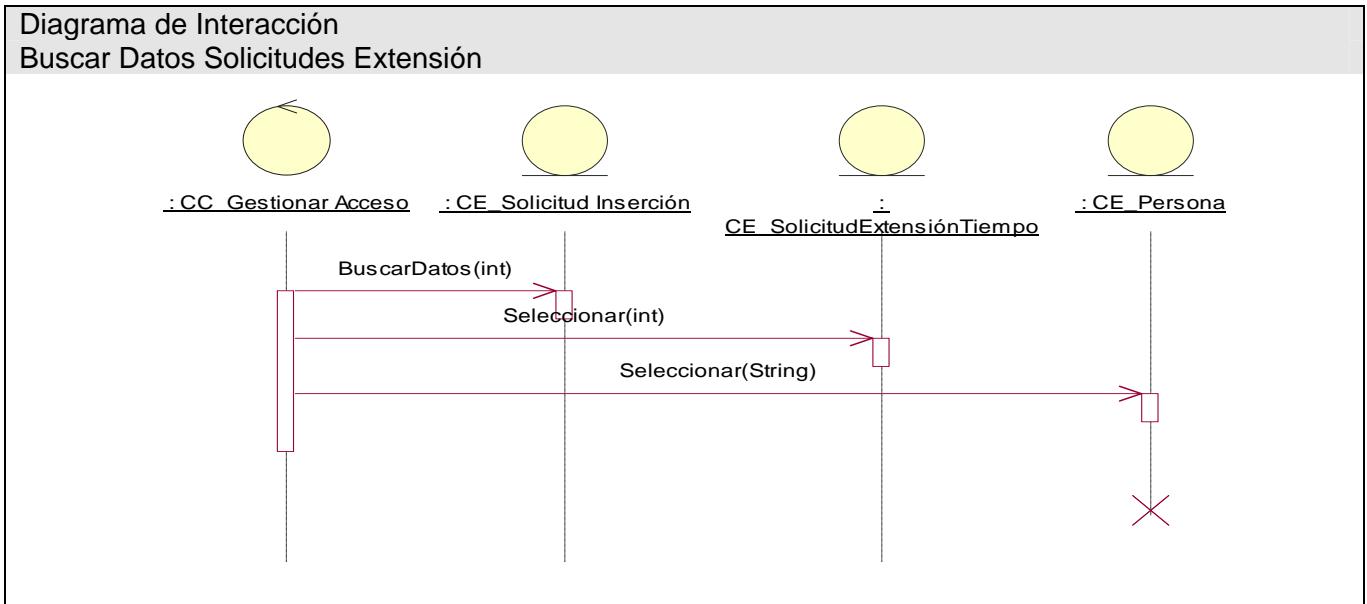 Diagrama de Interacción
Buscar Datos Solicitudes Extensión
: CC_Gestionar Acceso
: CE_Solicitud Inserción
:
CE_SolicitudExtensiónTiempo
: CE_Persona
BuscarDatos(int)
Seleccionar(int)
Seleccionar(String)